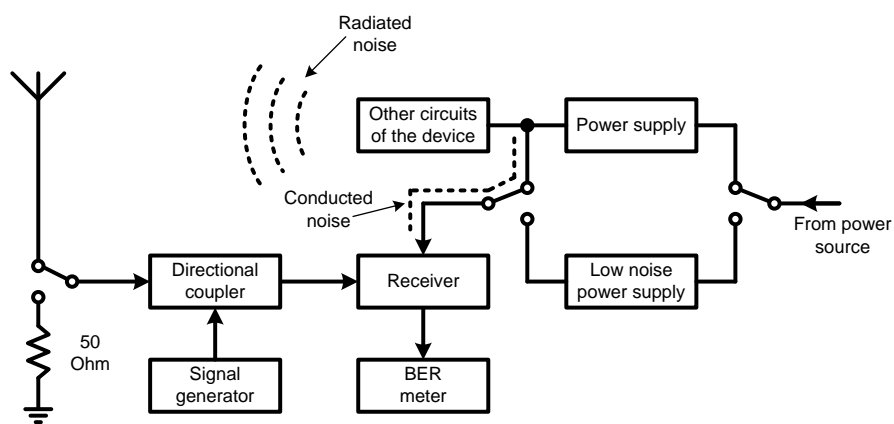 Radiated
noise
Other circuits
of the device
Power supply
Conducted
noise
From power
source
Directional
coupler
Receiver
Low noise
power supply
50
Ohm
Signal
generator
BER
meter